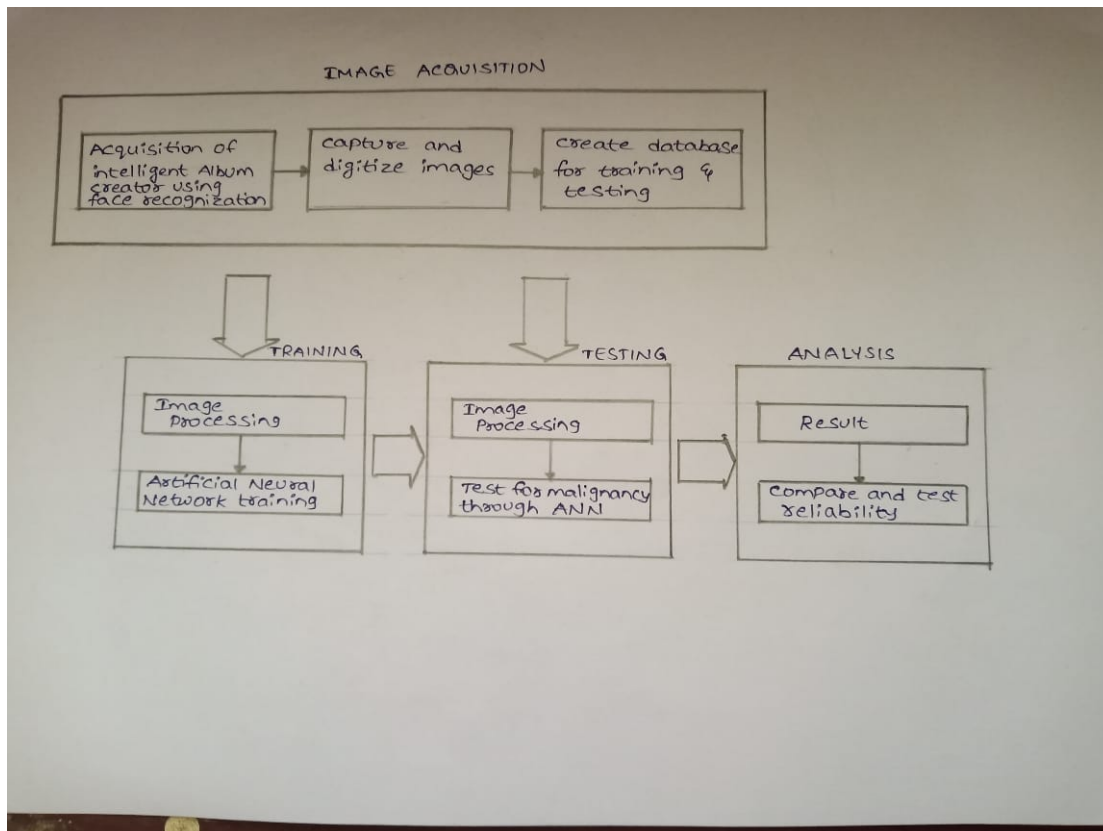 IMAGE ACQUISITION
Acquisition of
intelligent Album
creator using
face recognization
capture and
digitize images
create database
for training &
testing
TRAINING
Image
Processing
Artificial Neural
Network training
TESTING
Image
Processing
Test for malignancy
through ANN
ANALYSIS
Result
Compare and test
reliability